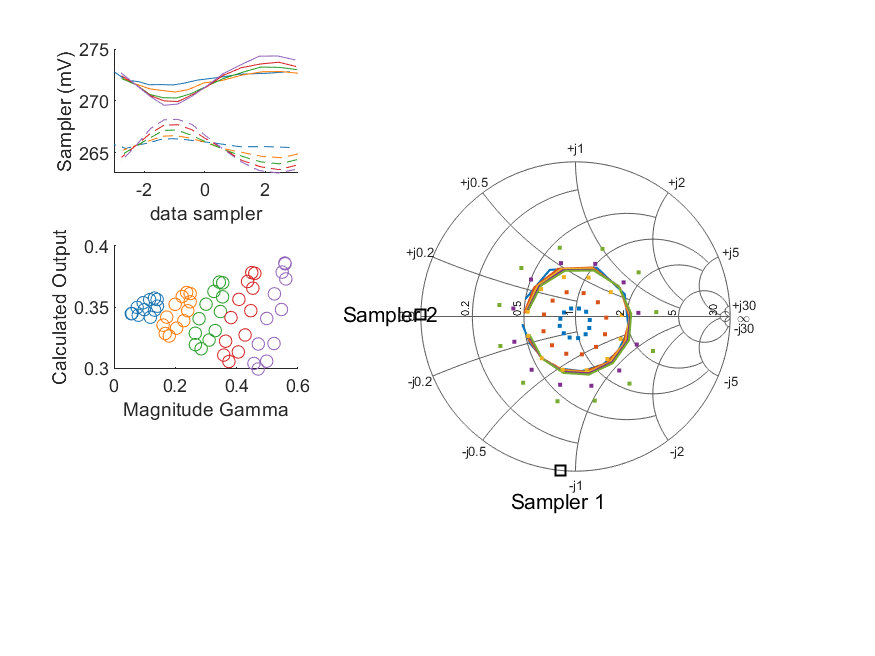 275
270
265
Sampler (mV)
-2
0
2
data sampler
0.4
0.35
0.3
Calculated Output
0
0.2
0.4
0.6
Magnitude Gamma
+j1
+j0.5
+j2
+j0.2
+j5
Sampler 2
0.2
0.5
1
2
5
30
+j30
∞
-j30
-j0.2
-j5
-j0.5
-j2
-j1
Sampler 1